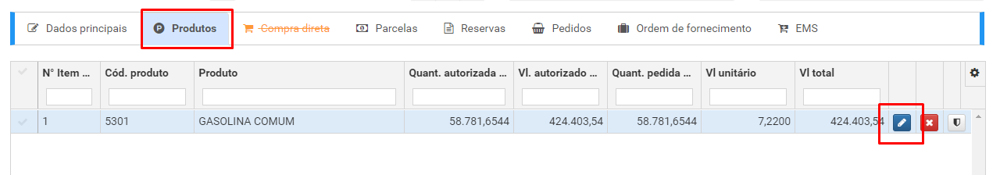 Dados principais Produtos Compra direta Parcelas Reservas Pedidos Ordem de fornecimento EMS
N° Item ... Cód. produto Produto Quant. autorizada ... Vl. autorizado ... Quant. pedida ... Vl unitário Vl total
1 5301 GASOLINA COMUM 58.781,6544 424.403,54 58.781,6544 7,2200 424.403,54